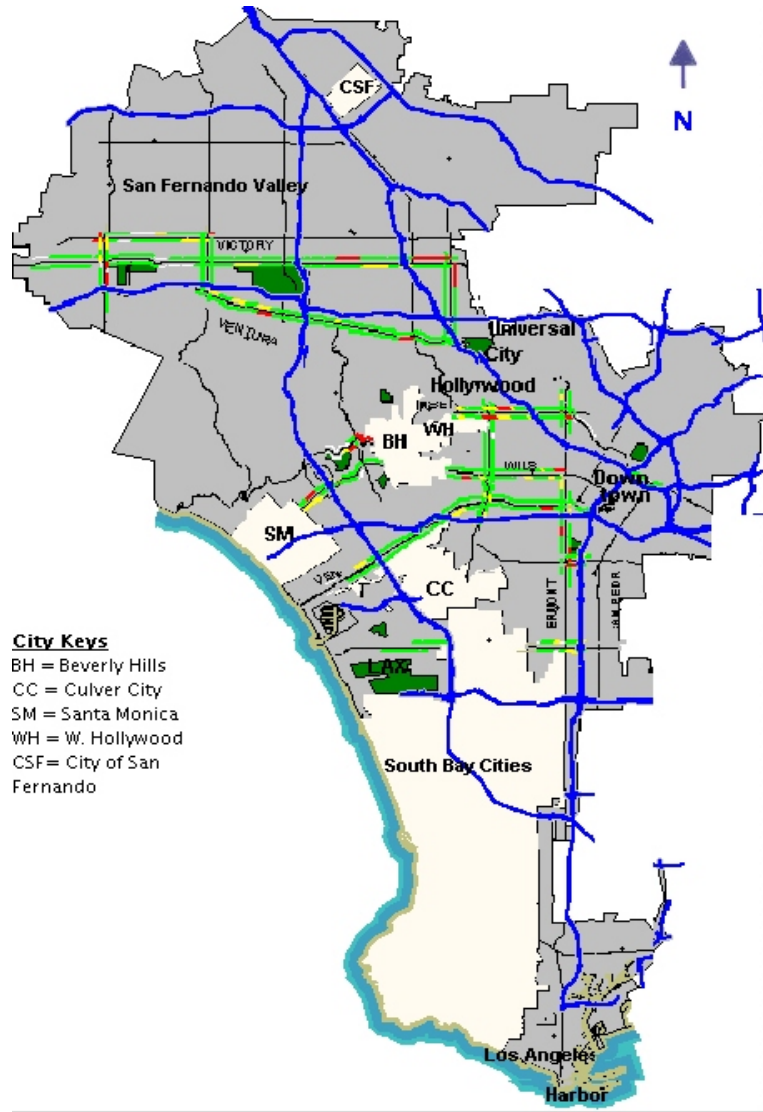 CSF
N
San Fernando Valley
VICTORY
VENTURA
Universal
City
Hollywood
WH
BH
WILS
Down
town
SM
VEN
CC
ERMONT
City Keys
BH = Beverly Hills
CC = Culver City
SM = Santa Monica
WH = W. Hollywood
CSF= City of San
Fernando
LAX
South Bay Cities
Los Angeles
Harbor